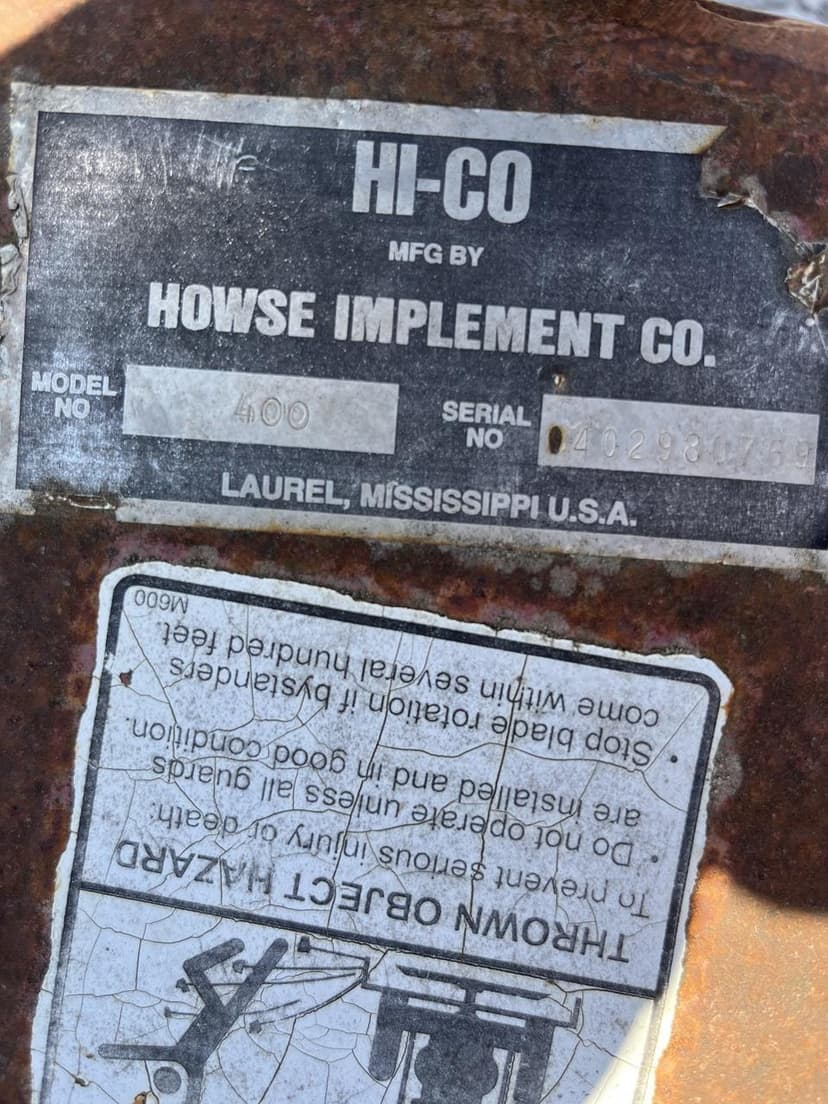 HI-CO
MFG BY
HOWSE IMPLEMENT CO.
MODEL NO 400
SERIAL NO 402980769
LAUREL, MISSISSIPPI U.S.A.
THROWN OBJECT HAZARD
To prevent serious injury or death:
• Do not operate unless all guards
are installed and in good condition.
• Stop blade rotation if bystanders
come within several hundred feet.
M600